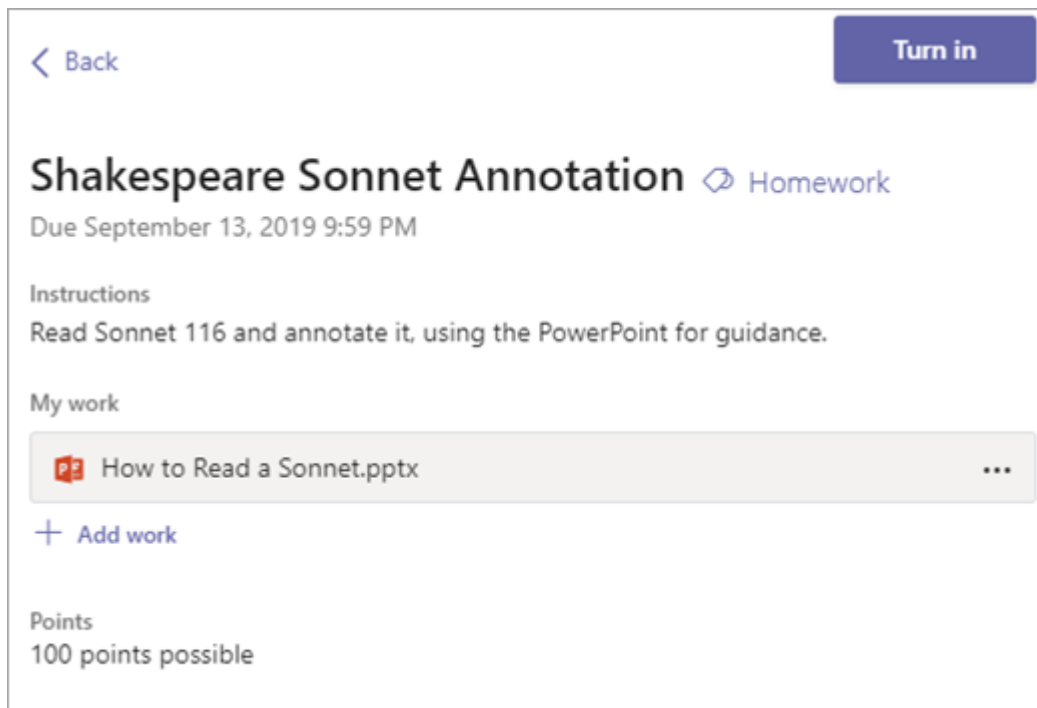 Back
Turn in
Shakespeare Sonnet Annotation Homework
Due September 13, 2019 9:59 PM
Instructions
Read Sonnet 116 and annotate it, using the PowerPoint for guidance.
My work
How to Read a Sonnet.pptx
Add work
Points
100 points possible